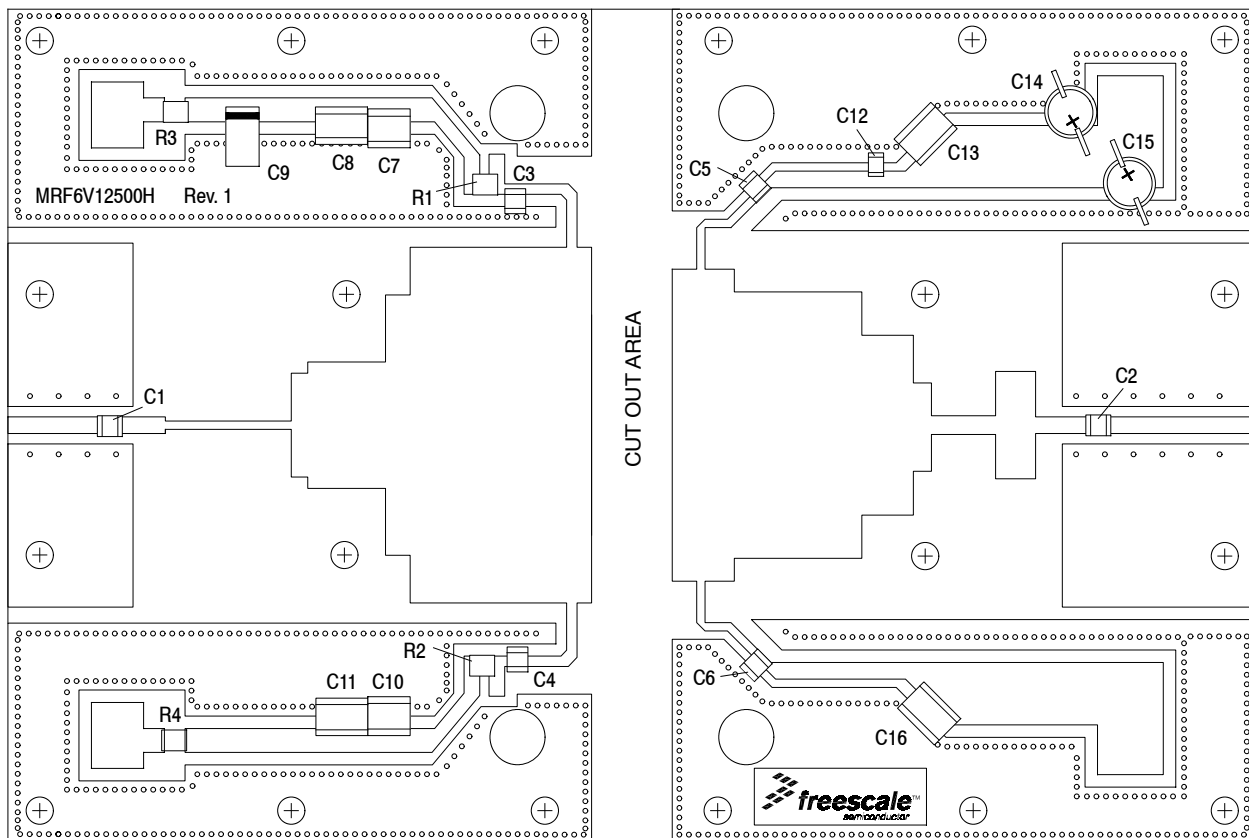 C14
C12
C15
R3
C13
C8
C7
C9
C3
C5
MRF6V12500H Rev. 1
R1
CUT OUT AREA
C1
C2
R2
C4
C6
C11
C10
R4
C16
freescale™
semiconductor